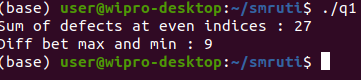 (base) user@wipro-desktop:~/smruti$ ./q1
Sum of defects at even indices : 27
Diff bet max and min : 9
(base) user@wipro-desktop:~/smruti$